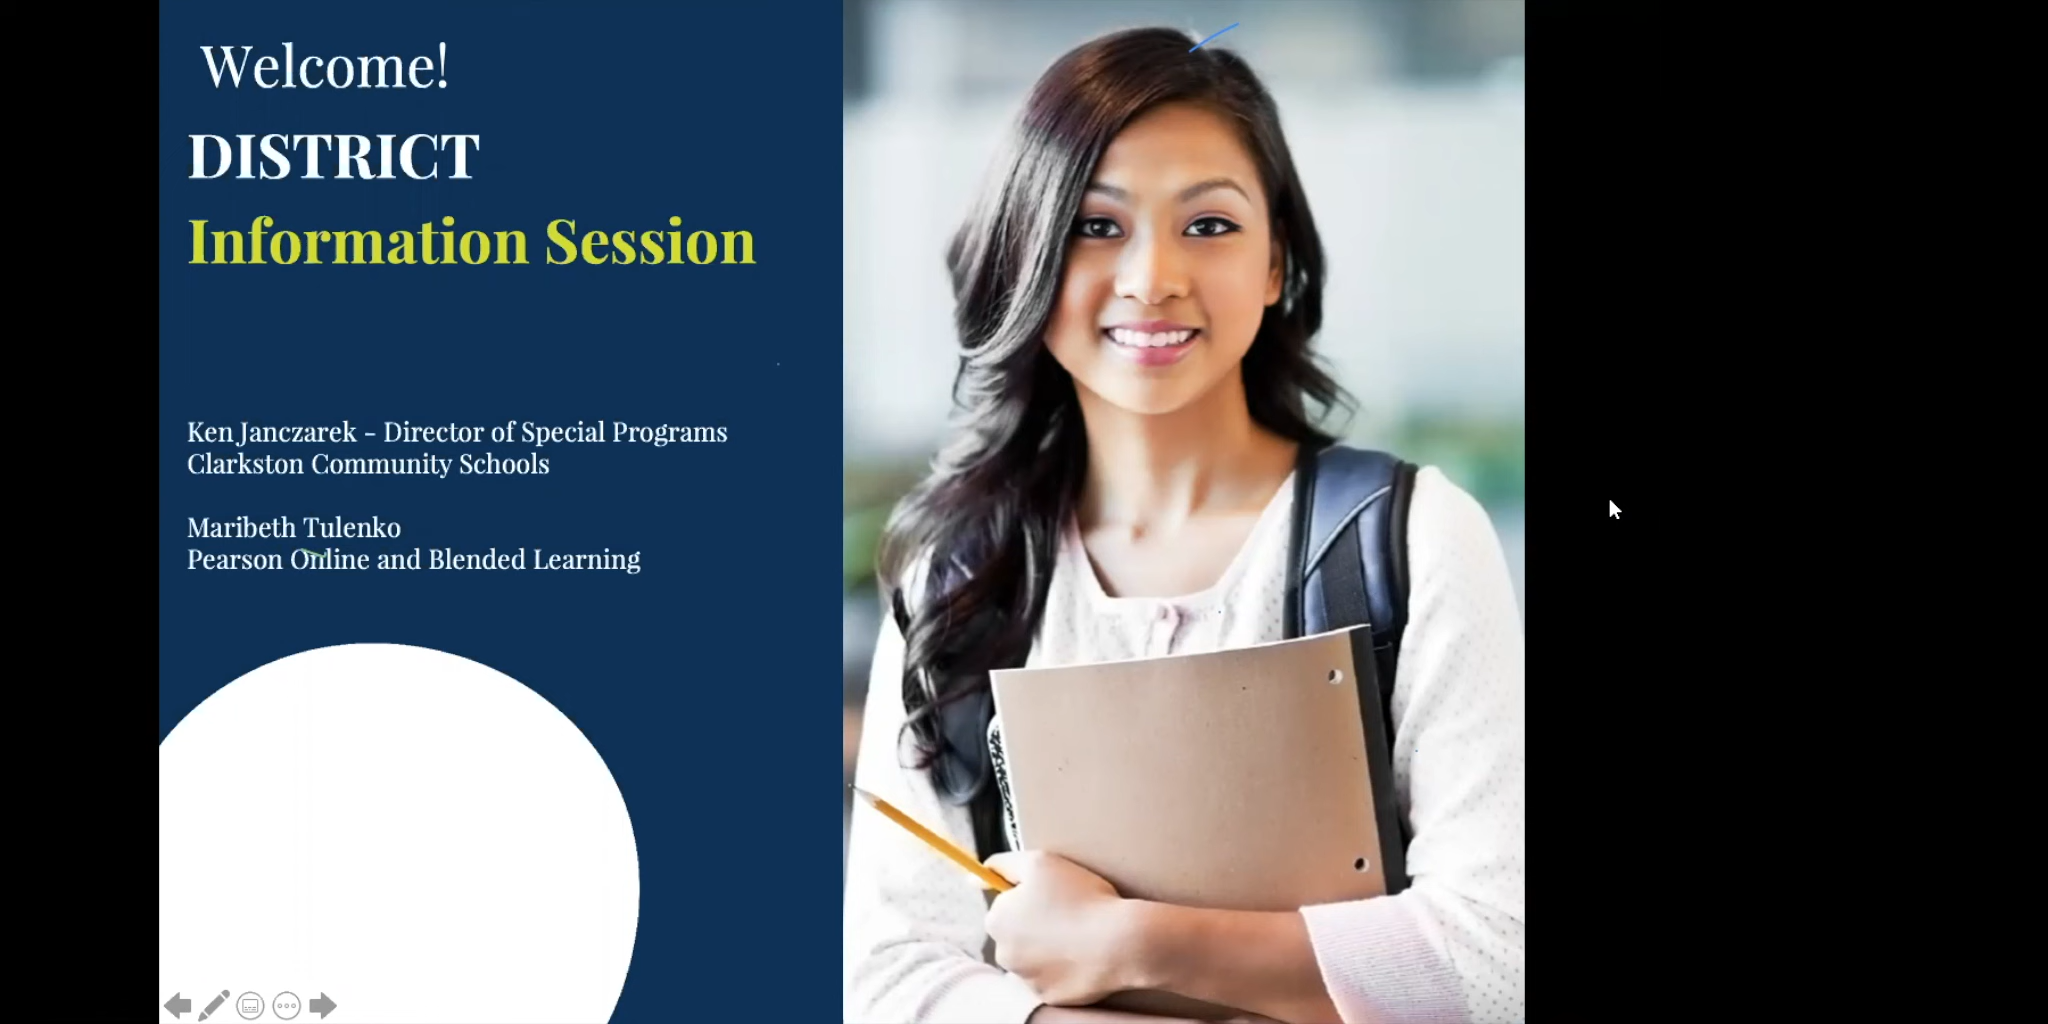 Welcome!
DISTRICT
Information Session
Ken Janczarek – Director of Special Programs
Clarkston Community Schools
Maribeth Tulenko
Pearson Online and Blended Learning